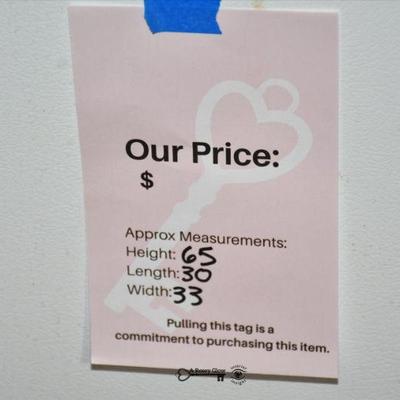 Our Price:
$
Approx Measurements:
Height: 65
Length: 30
Width: 33
Pulling this tag is a
commitment to purchasing this item.